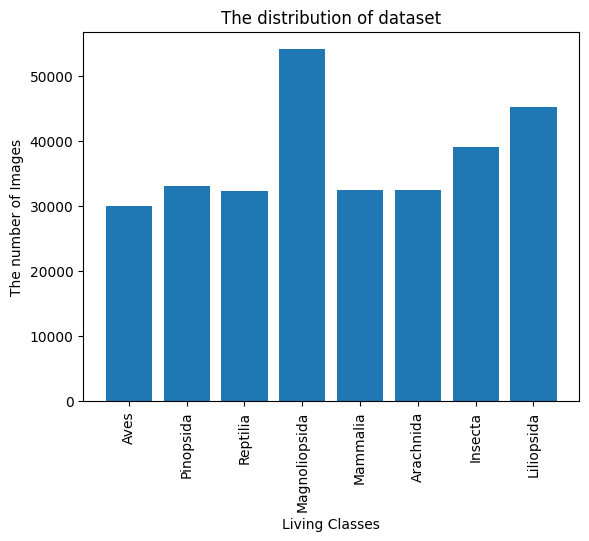 The distribution of dataset
The number of Images
50000
40000
30000
20000
10000
0
Aves
Pinopsida
Reptilia
Magnoliopsida
Mammalia
Arachnida
Insecta
Liliopsida
Living Classes